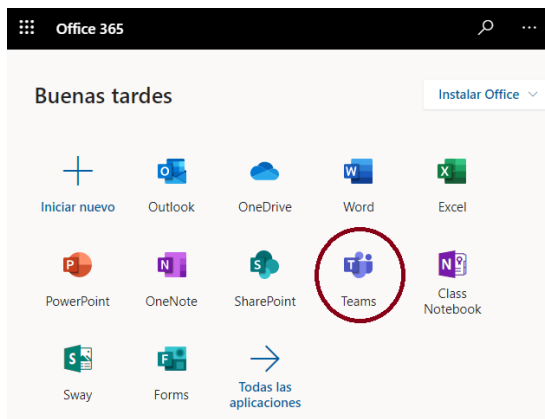 Office 365
Buenas tardes
Instalar Office
Iniciar nuevo
Outlook
OneDrive
Word
Excel
PowerPoint
OneNote
SharePoint
Teams
Class
Notebook
Sway
Forms
Todas las
aplicaciones